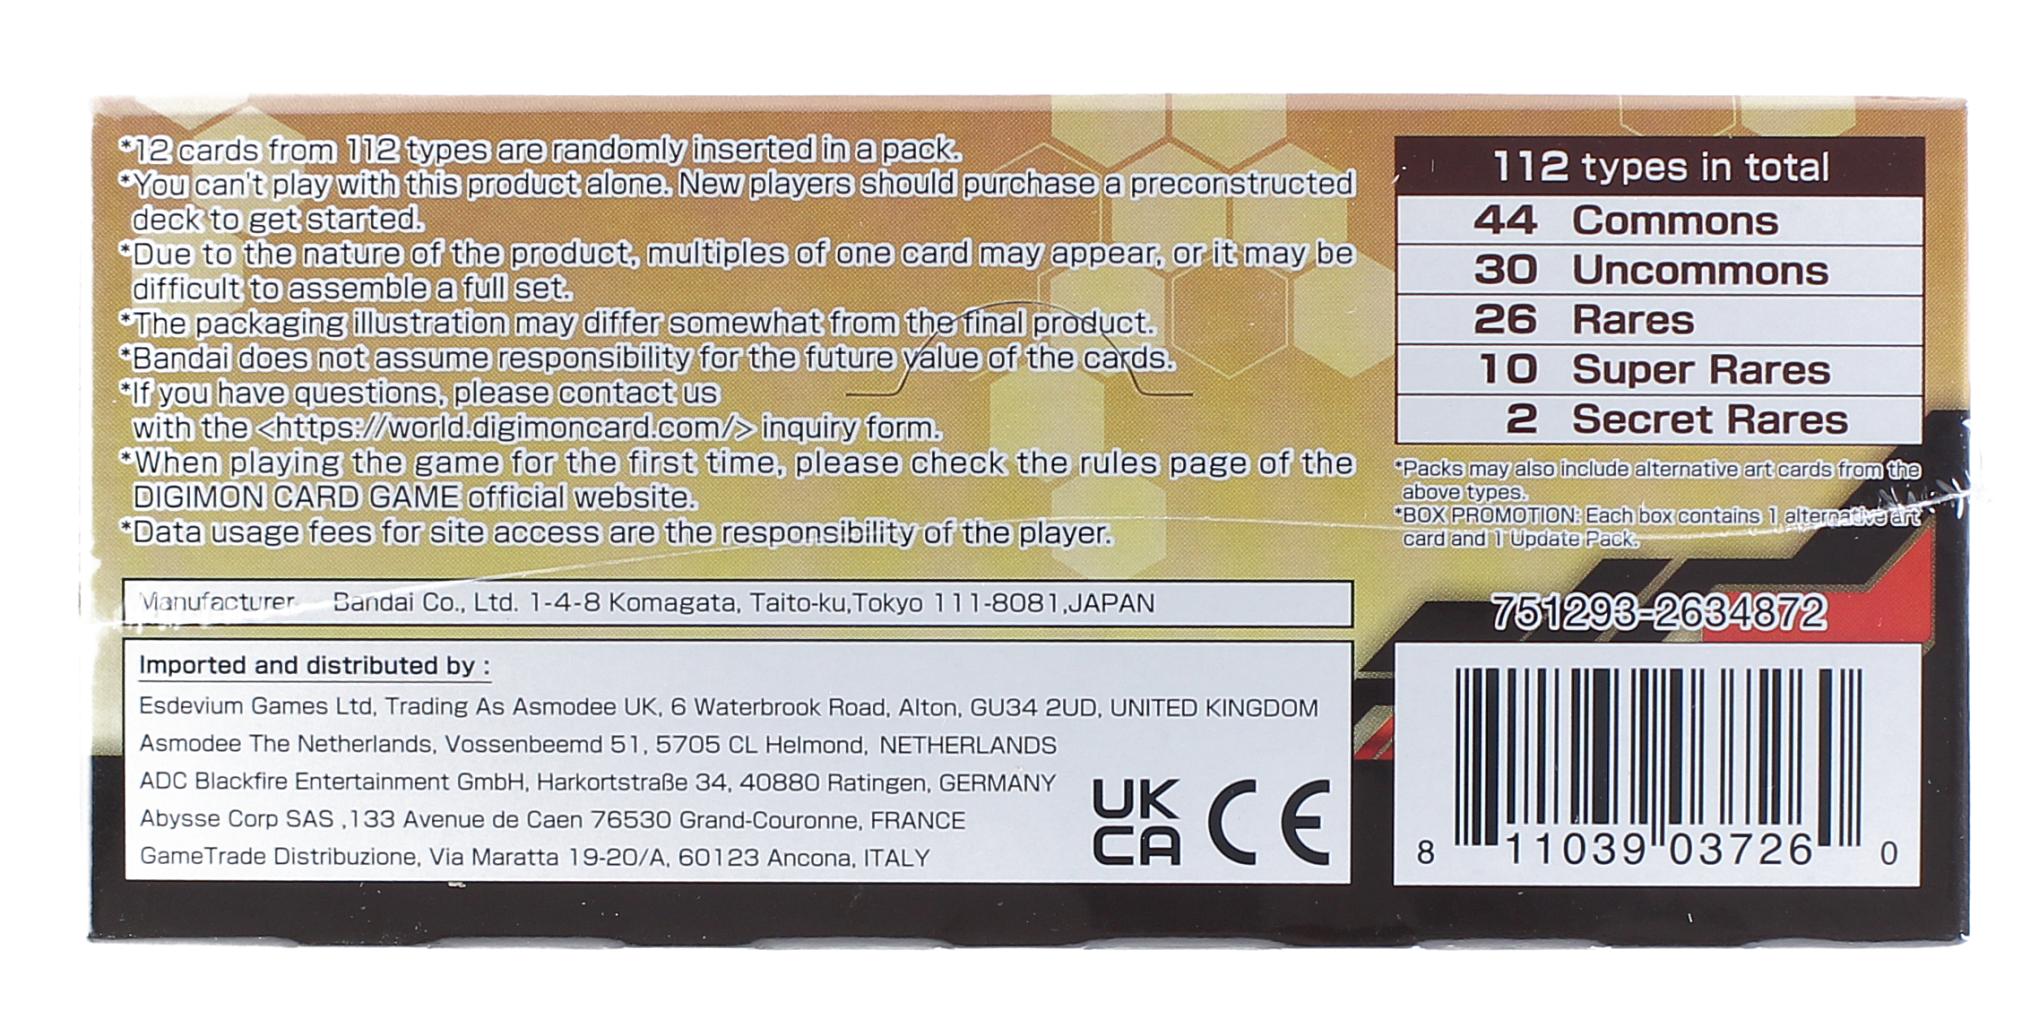 *12 cards from 112 types are randomly inserted in a pack.
*You can't play with this product alone. New players should purchase a preconstructed
deck to get started.
*Due to the nature of the product, multiples of one card may appear, or it may be
difficult to assemble a full set.
*The packaging illustration may differ somewhat from the final product.
*Bandai does not assume responsibility for the future value of the cards.
*If you have questions, please contact us
with the <https://world.digimoncard.com/> inquiry form.
*When playing the game for the first time, please check the rules page of the
DIGIMON CARD GAME official website.
*Data usage fees for site access are the responsibility of the player.
Manufacturer Bandai Co., Ltd. 1-4-8 Komagata, Taito-ku,Tokyo 111-8081,JAPAN
Imported and distributed by :
Esdevium Games Ltd, Trading As Asmodee UK, 6 Waterbrook Road, Alton, GU34 2UD, UNITED KINGDOM
Asmodee The Netherlands, Vossenbeemd 51, 5705 CL Helmond, NETHERLANDS
ADC Blackfire Entertainment GmbH, Harkortstraße 34, 40880 Ratingen, GERMANY
Abysse Corp SAS ,133 Avenue de Caen 76530 Grand-Couronne, FRANCE
GameTrade Distribuzione, Via Maratta 19-20/A, 60123 Ancona, ITALY
UK
CA
CE
112 types in total
44 Commons
30 Uncommons
26 Rares
10 Super Rares
2 Secret Rares
*Packs may also include alternative art cards from the
above types.
*BOX PROMOTION: Each box contains 1 alternative art
card and 1 Update Pack.
751293-2634872
8 11039 03726 0